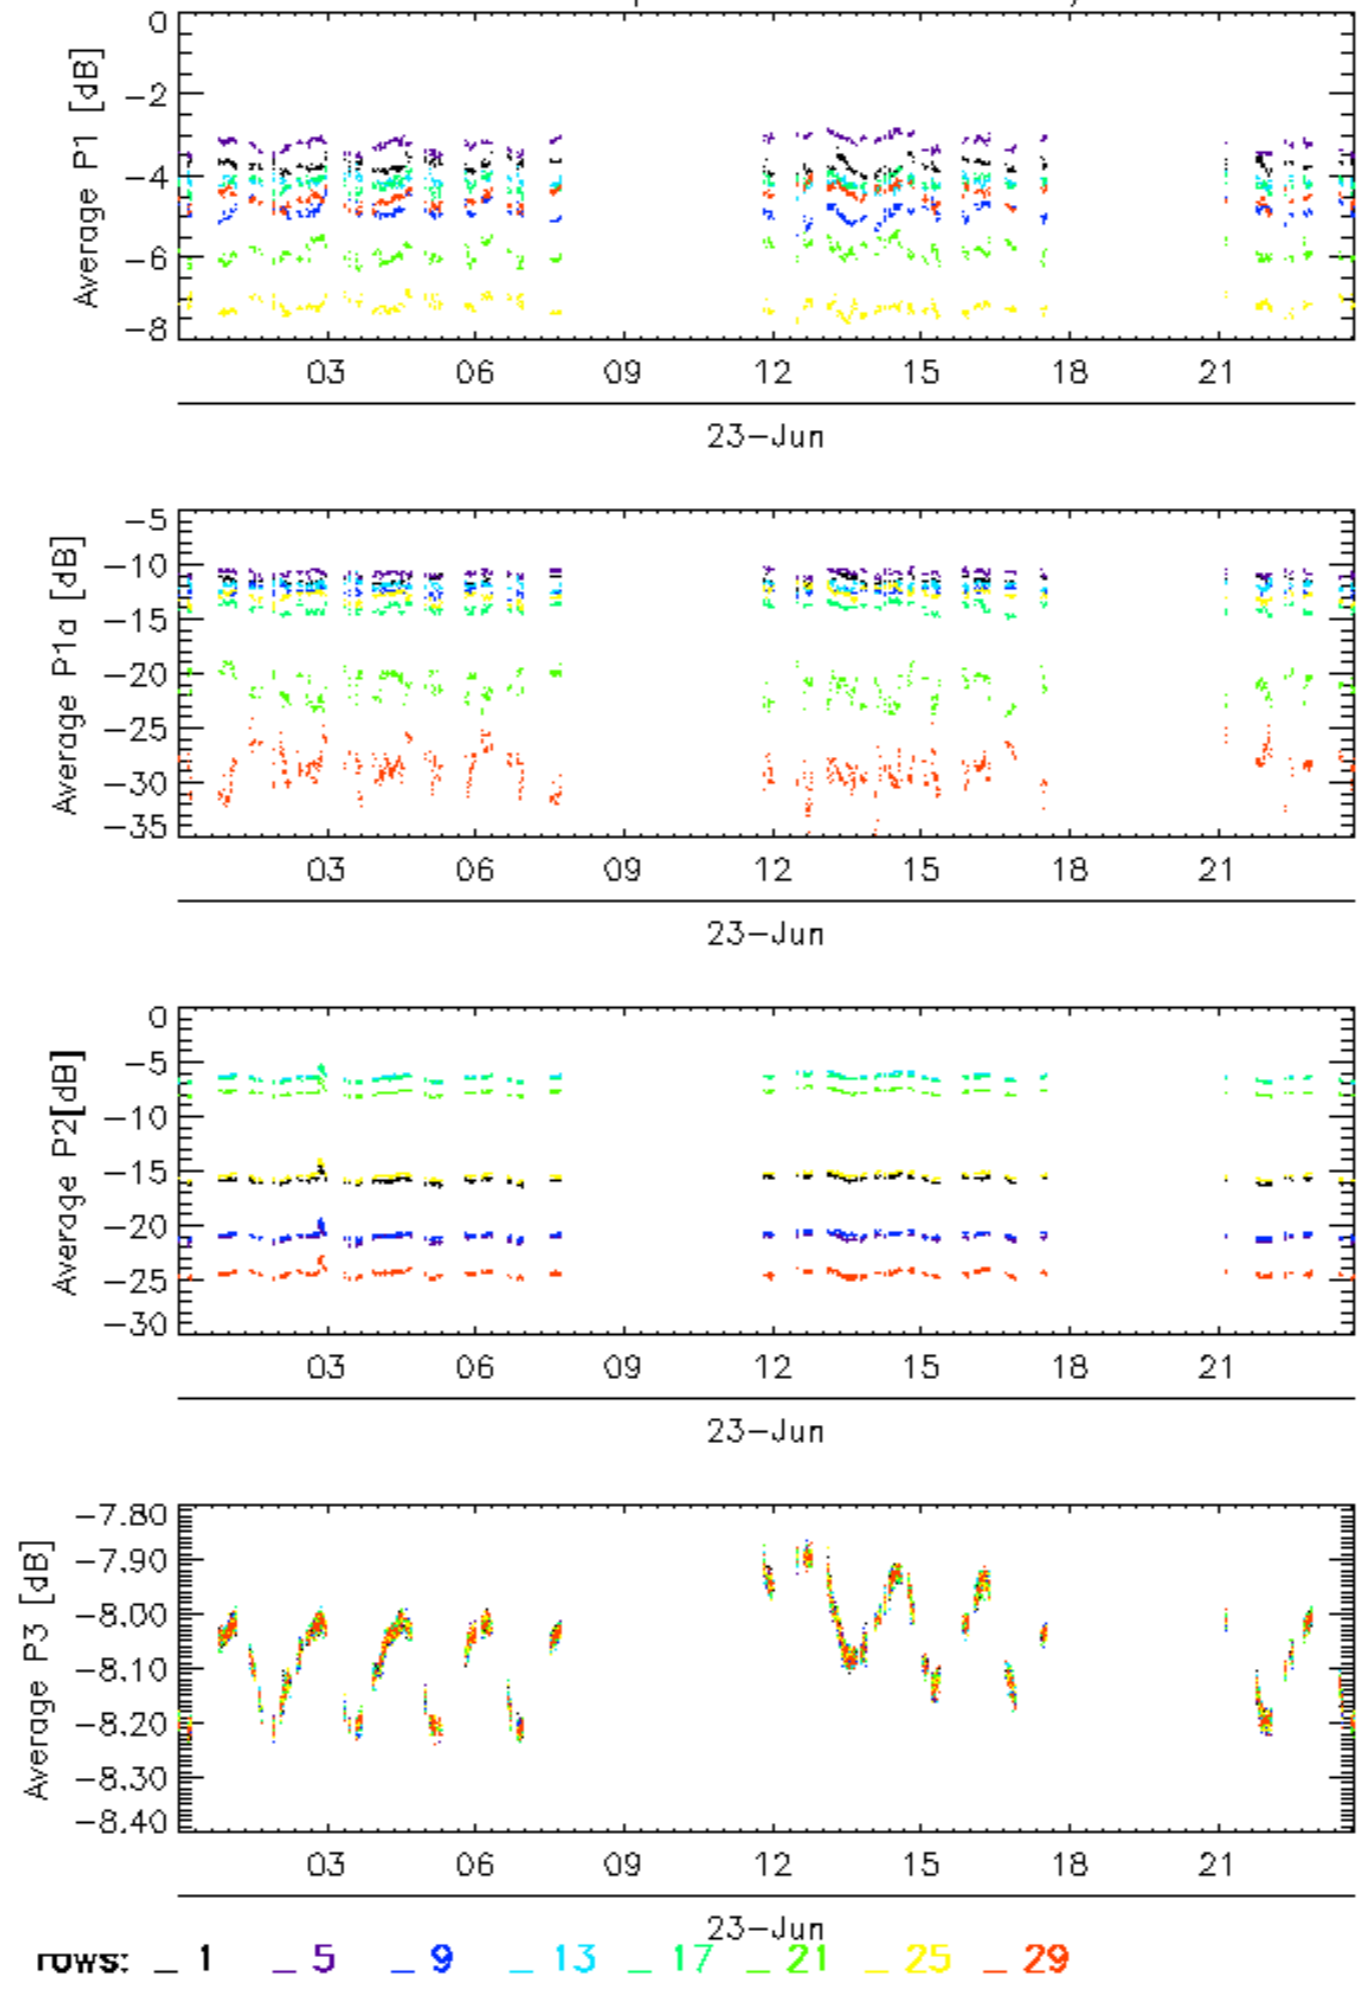 Average P1 [dB]
0
−2
−4
−6
−8
03 06 09 12 15 18 21
23−Jun
Average P1a [dB]
−5
−10
−15
−20
−25
−30
−35
03 06 09 12 15 18 21
23−Jun
Average P2[dB]
0
−5
−10
−15
−20
−25
−30
03 06 09 12 15 18 21
23−Jun
Average P3 [dB]
−7.80
−7.90
−8.00
−8.10
−8.20
−8.30
−8.40
03 06 09 12 15 18 21
23−Jun
rows: _ 1 _ 5 _ 9 _ 13 _ 17 _ 21 _ 25 _ 29